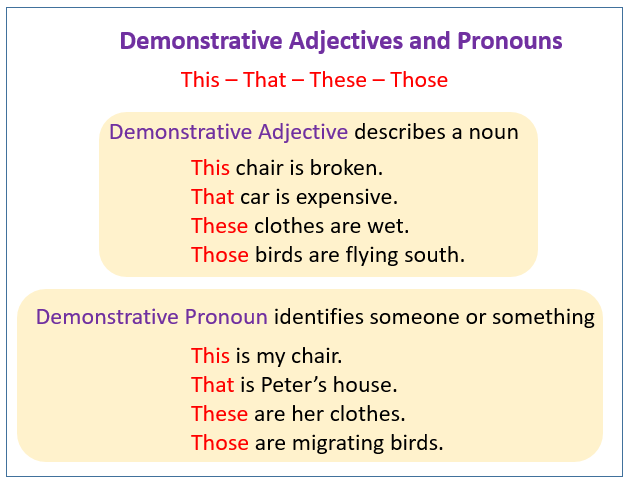 Demonstrative Adjectives and Pronouns
This – That – These – Those
Demonstrative Adjective describes a noun
This chair is broken.
That car is expensive.
These clothes are wet.
Those birds are flying south.
Demonstrative Pronoun identifies someone or something
This is my chair.
That is Peter’s house.
These are her clothes.
Those are migrating birds.